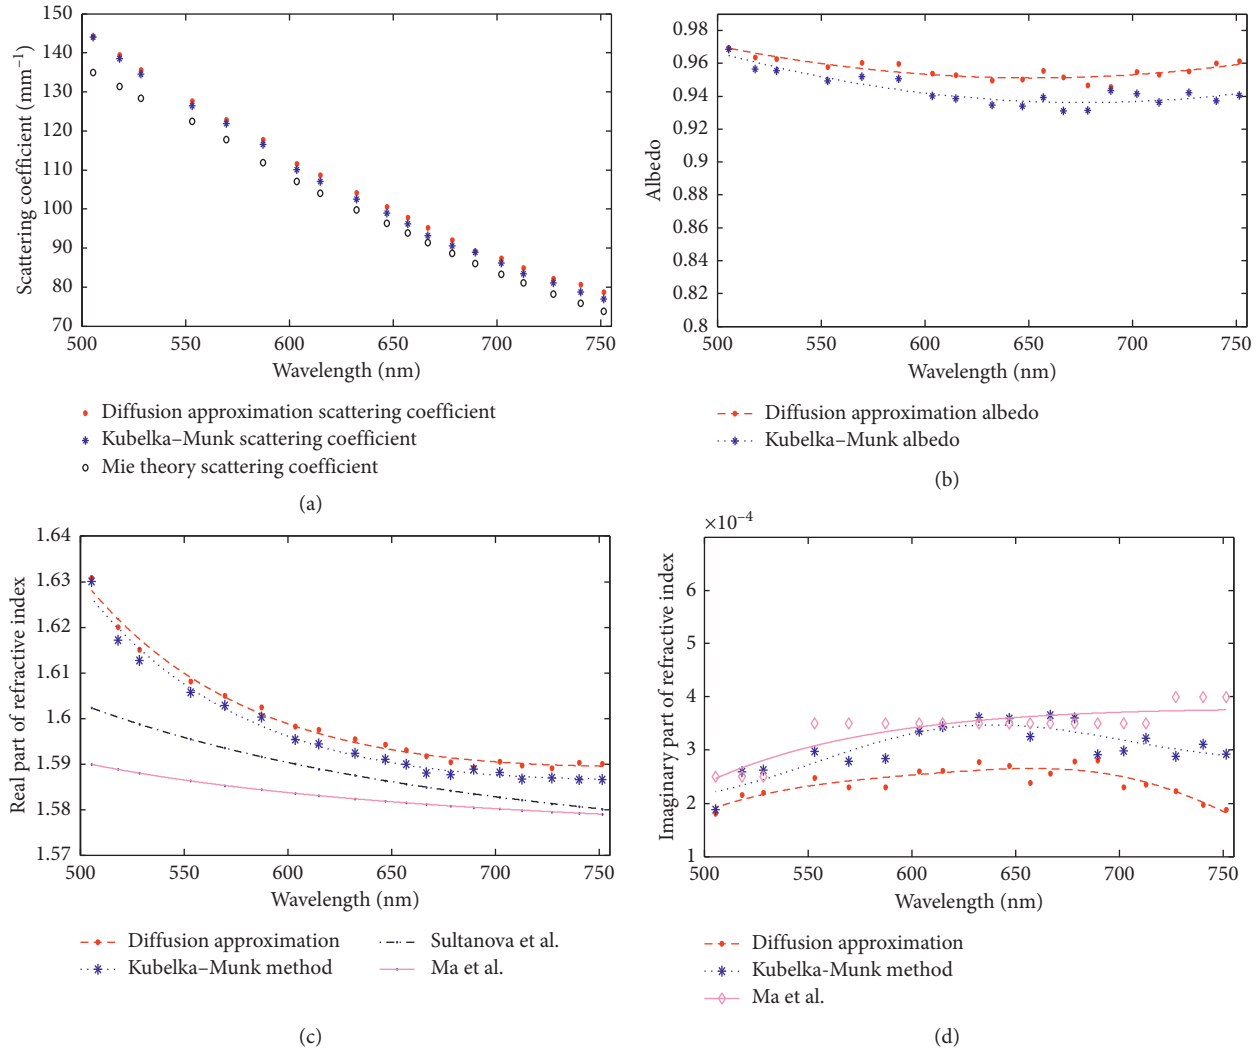 150
140
130
120
110
100
90
80
70
500
550
600
650
700
750
Scattering coefficient (mm⁻¹)
Wavelength (nm)
Diffusion approximation scattering coefficient
Kubelka–Munk scattering coefficient
Mie theory scattering coefficient
(a)
0.98
0.96
0.94
0.92
0.9
0.88
0.86
0.84
0.82
0.8
500
550
600
650
700
750
Albedo
Wavelength (nm)
Diffusion approximation albedo
Kubelka–Munk albedo
(b)
1.64
1.63
1.62
1.61
1.6
1.59
1.58
1.57
500
550
600
650
700
750
Real part of refractive index
Wavelength (nm)
Diffusion approximation
Kubelka–Munk method
Sultanova et al.
Ma et al.
(c)
×10⁻⁴
6
5
4
3
2
1
500
550
600
650
700
750
Imaginary part of refractive index
Wavelength (nm)
Diffusion approximation
Kubelka-Munk method
Ma et al.
(d)